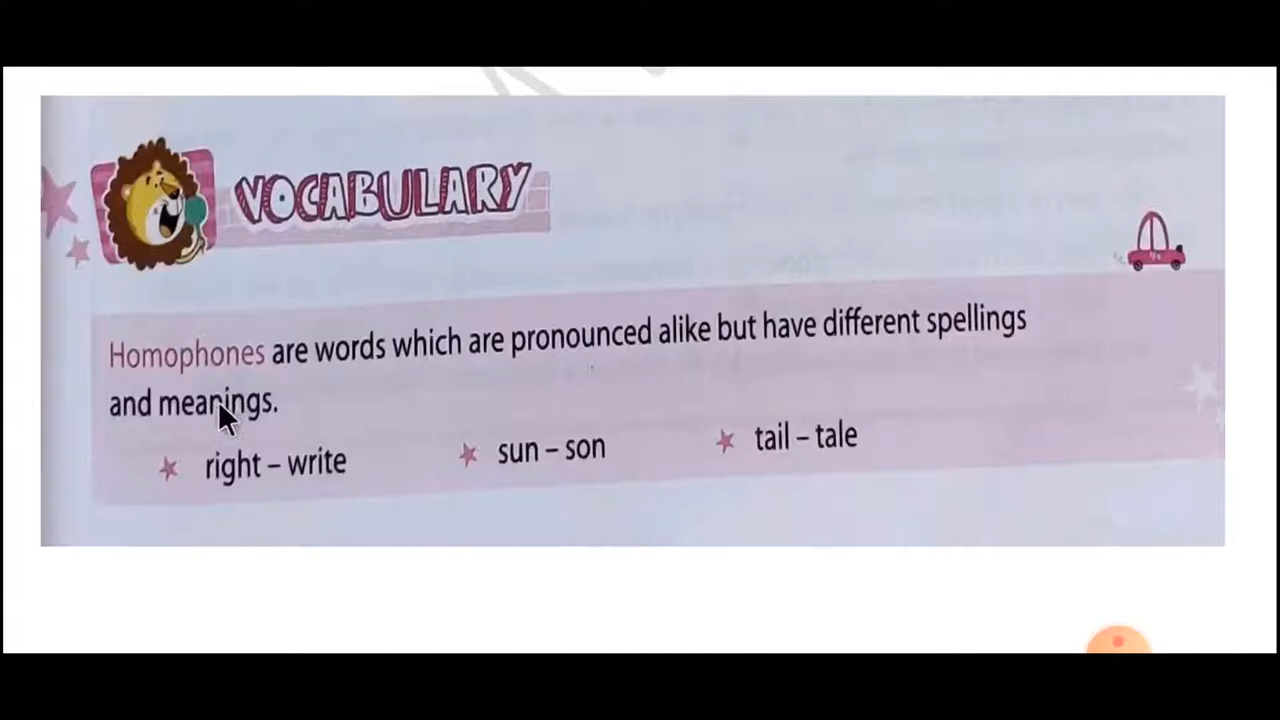 VOCABULARY
Homophones are words which are pronounced alike but have different spellings
and meanings.
right – write sun – son tail – tale